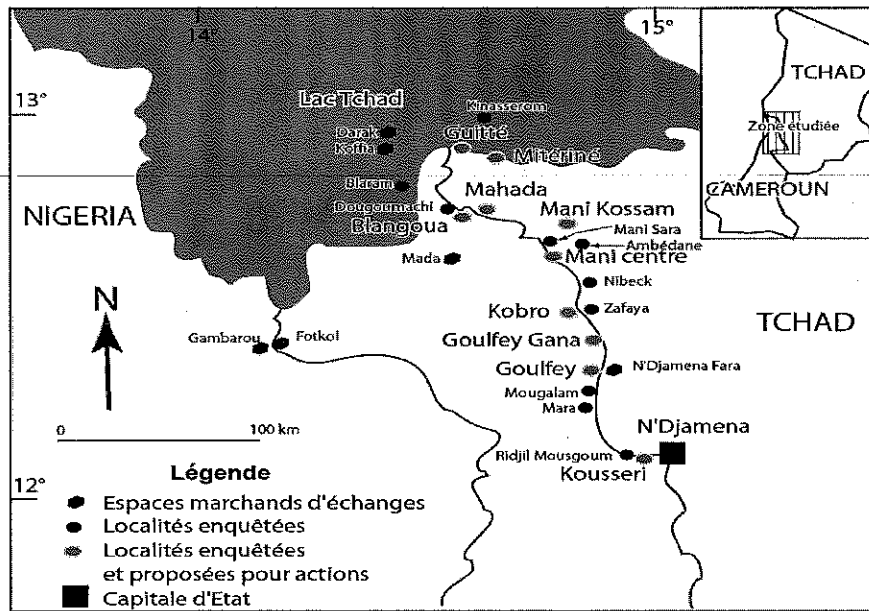 14°
15°
13°
12°
TCHAD
Zone étudiée
CAMEROUN
Lac Tchad
Kinasserom
Darak
Koffia
Guitté
Mitériné
Blaram
Mahada
Dougoumachi
Blangoua
Mani Kossam
Mani Sara
Ambédane
Mani centre
NIGERIA
Mada
Nibeck
N
Kobro
Zafaya
TCHAD
Gambarou
Fotkol
Goulfey Gana
Goulfey
N'Djamena Fara
Mougalam
Mara
0
100 km
N'Djamena
Ridjil Mousgoum
Kousseri
Légende
Espaces marchands d'échanges
Localités enquêtées
Localités enquêtées
et proposées pour actions
Capitale d'Etat